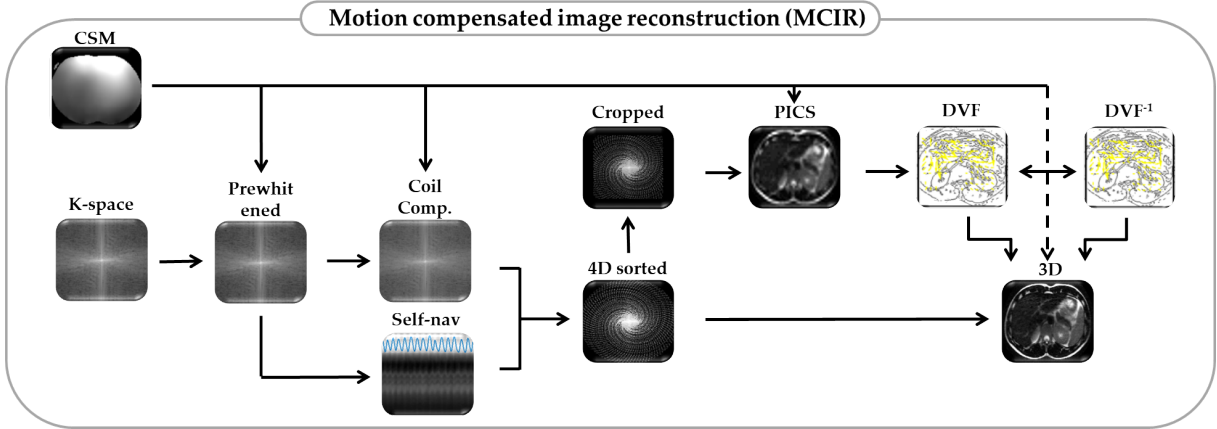 Motion compensated image reconstruction (MCIR)
CSM
K-space
Prewhit
ened
Coil
Comp.
Self-nav
Cropped
4D sorted
PICS
DVF
DVF⁻¹
3D